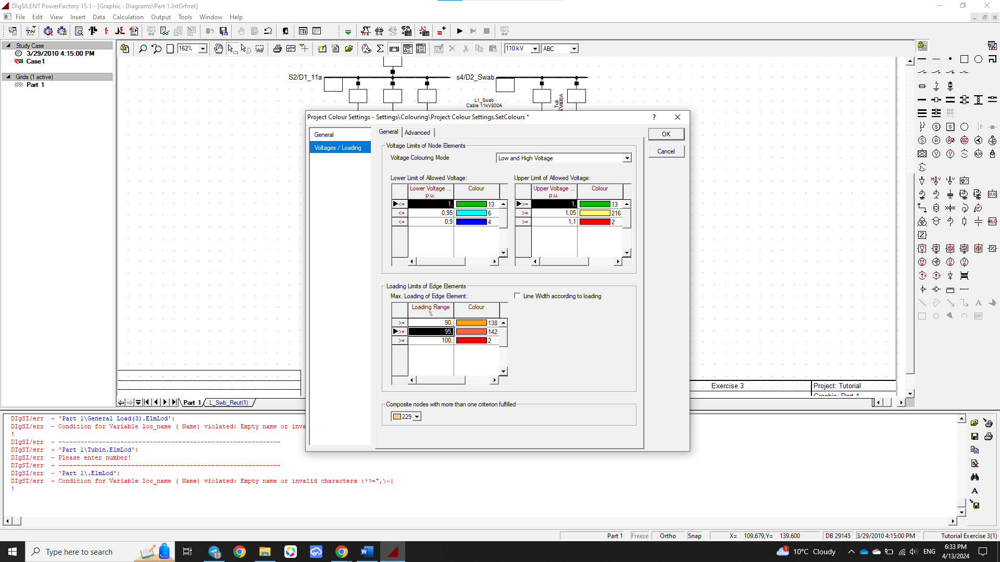 DIgSILENT PowerFactory 15.1 - [Graphic : Diagrams\Part 1.IntGrfnet]
File Edit View Insert Data Calculation Output Tools Window Help
162%
110 kV
ABC
Study Case
3/29/2010 4:15:00 PM
Case1
Grids (1 active)
Part 1
S2/D1_11a
s4/D2_Swab
L1_Swab
Cable 11kV800A
Tub
Project Colour Settings - Settings\Colouring\Project Colour Settings.SetColours *
? 
General
Voltages / Loading
General Advanced
OK
Cancel
Voltage Limits of Node Elements
Voltage Colouring Mode Low and High Voltage
Lower Limit of Allowed Voltage: Upper Limit of Allowed Voltage:
Lower Voltage ... Colour Upper Voltage ... Colour
p.u. p.u.
<= 1, 13 >= 1, 13
<= 0,95 6 >= 1,05 216
<= 0,9 4 >= 1,1 2
Loading Limits of Edge Elements
Max. Loading of Edge Element: Line Width according to loading
Loading Range Colour
%
>= 90, 138
>= 95, 142
>= 100, 2
Composite nodes with more than one criterion fulfilled
229
Exercise 3
Project: Tutorial
Part 1 L_Swb_Reut(1)
DIgSI/err - 'Part 1\General Load(3).ElmLod':
DIgSI/err - Condition for Variable loc_name ( Name) violated: Empty name or inva
!
DIgSI/err - ------------------------------------------------------------
DIgSI/err - 'Part 1\Tubin.ElmLod':
DIgSI/err - Please enter number!
DIgSI/err - ------------------------------------------------------------
DIgSI/err - 'Part 1\.ElmLod':
DIgSI/err - Condition for Variable loc_name ( Name) violated: Empty name or invalid characters :*?=",\~|
!
Part 1 Freeze Ortho Snap X= 109.679,Y= 139.600 DB 29145 3/29/2010 4:15:00 PM Tutorial Exercise 3(1)
Type here to search
13
1
10°C Cloudy
ENG
6:33 PM
4/13/2024